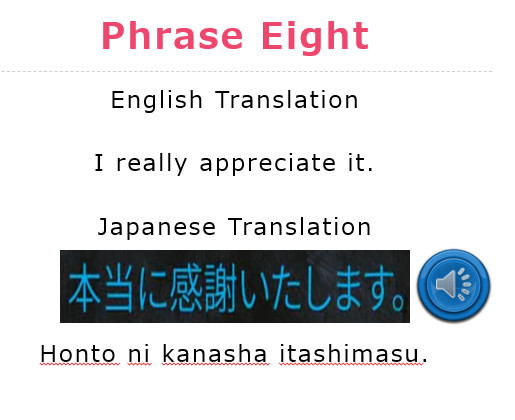 Phrase Eight
English Translation
I really appreciate it.
Japanese Translation
本当に感謝いたします。
Honto ni kanasha itashimasu.